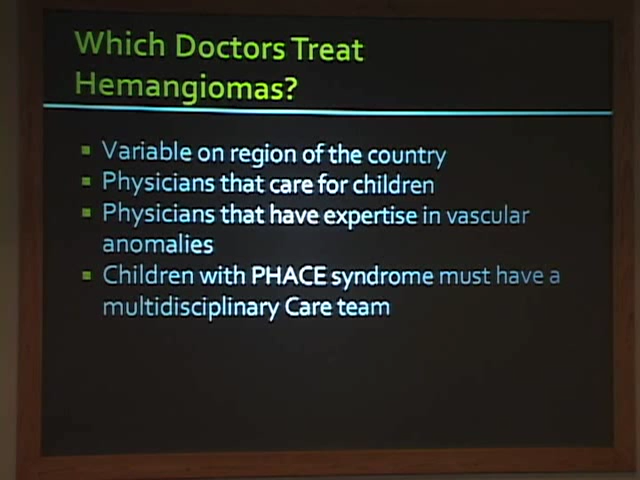 Which Doctors Treat
Hemangiomas?
Variable on region of the country
Physicians that care for children
Physicians that have expertise in vascular
anomalies
Children with PHACE syndrome must have a
multidisciplinary Care team